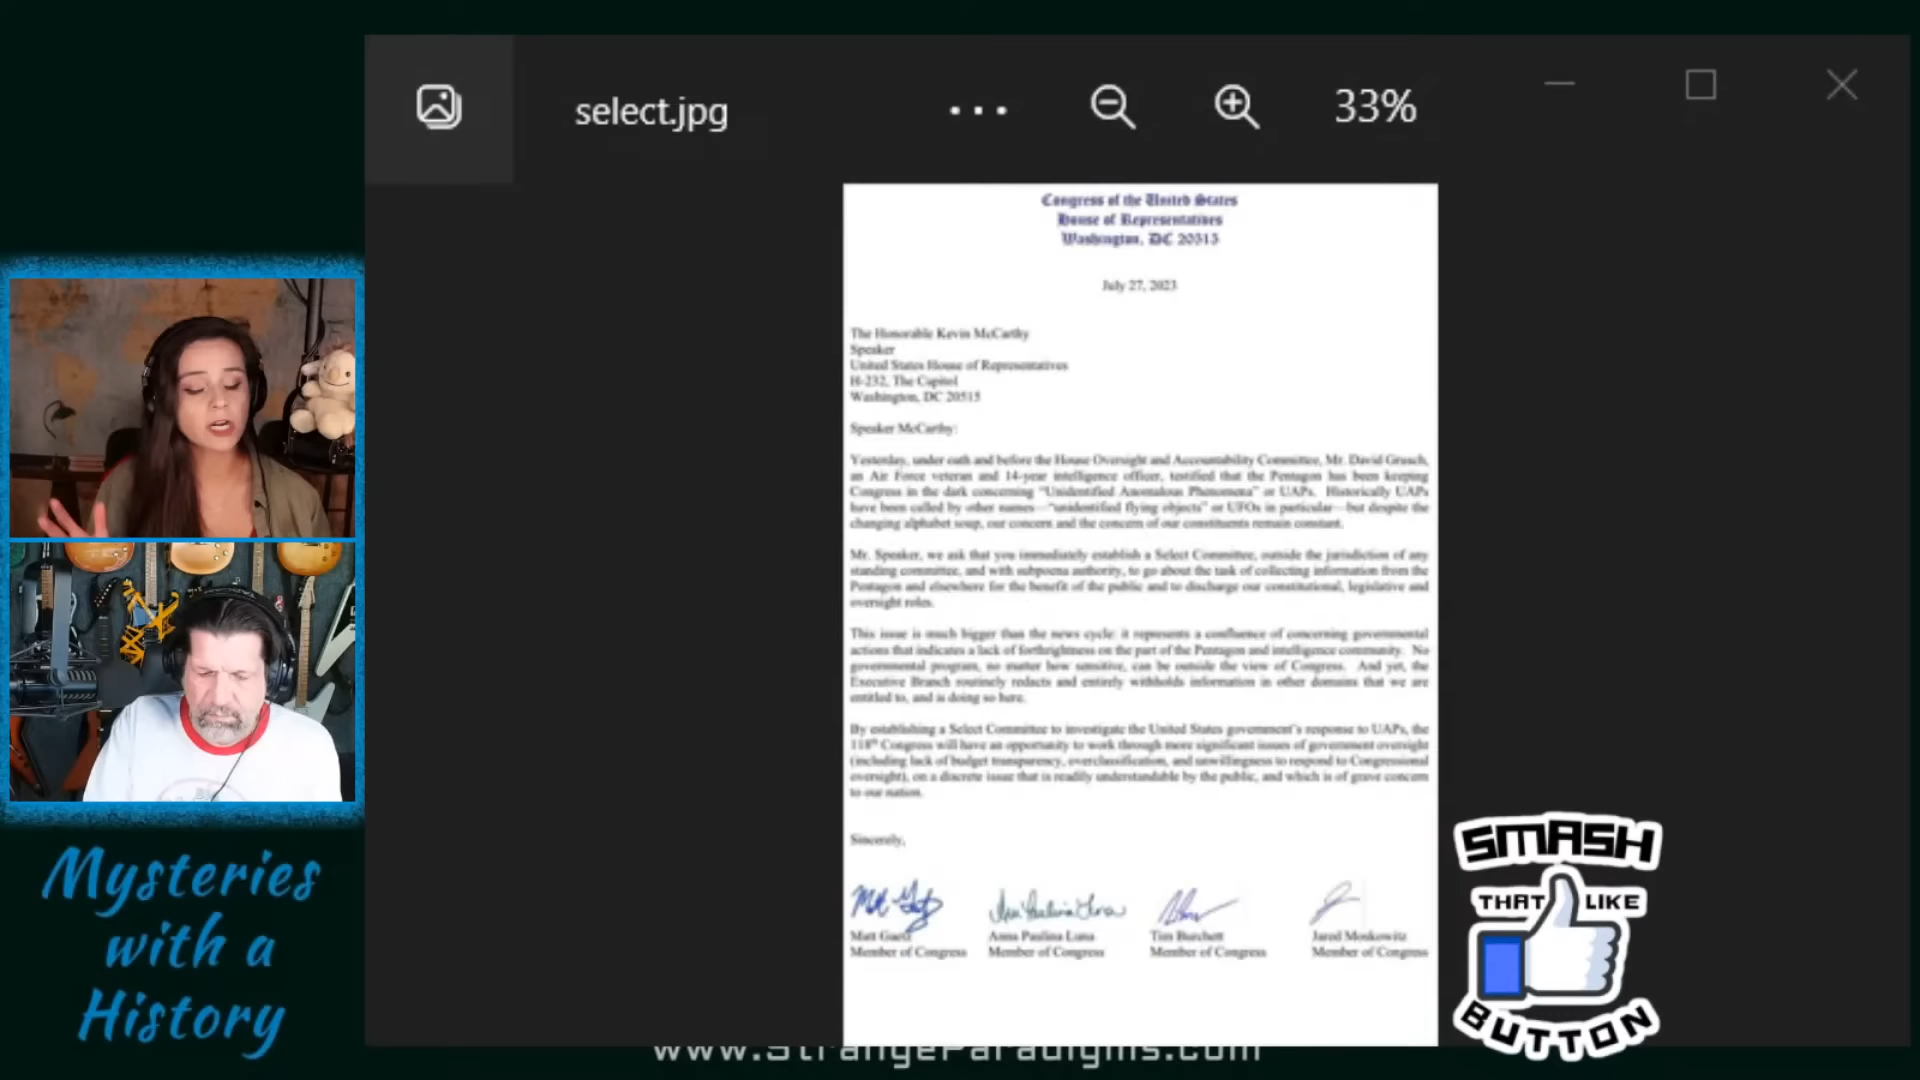 select.jpg
33%
Congress of the United States
House of Representatives
Washington, DC 20515
July 27, 2023
The Honorable Kevin McCarthy
Speaker
United States House of Representatives
H-232, The Capitol
Washington, DC 20515
Speaker McCarthy:
Yesterday, under oath and before the House Oversight and Accountability Committee, Mr. David Grusch,
an Air Force veteran and 14-year intelligence officer, testified that the Pentagon has been keeping
Congress in the dark concerning “Unidentified Anomalous Phenomena” or UAPs. Historically UAPs
have been called by other names—“unidentified flying objects” or UFOs in particular—but despite the
changing alphabet soup, our concern and the concern of our constituents remain constant.
Mr. Speaker, we ask that you immediately establish a Select Committee, outside the jurisdiction of any
standing committee, and with subpoena authority, to go about the task of collecting information from the
Pentagon and elsewhere for the benefit of the public and to discharge our constitutional, legislative and
oversight roles.
This issue is much bigger than the news cycle: it represents a confluence of concerning governmental
actions that indicates a lack of forthrightness on the part of the Pentagon and intelligence community. No
governmental program, no matter how sensitive, can be outside the view of Congress. And yet, the
Executive Branch routinely redacts and entirely withholds information in other domains that we are
entitled to, and is doing so here.
By establishing a Select Committee to investigate the United States government’s response to UAPs, the
118th Congress will have an opportunity to work through more significant issues of government oversight
(including lack of budget transparency, overclassification, and unwillingness to respond to Congressional
oversight), on a discrete issue that is readily understandable by the public, and which is of grave concern
to our nation.
Sincerely,
Matt Gaetz
Anna Paulina Luna
Tim Burchett
Jared Moskowitz
Member of Congress
Member of Congress
Member of Congress
Member of Congress
Mysteries
with a
History
SMASH
THAT LIKE
BUTTON
www.StrangeParadigms.com